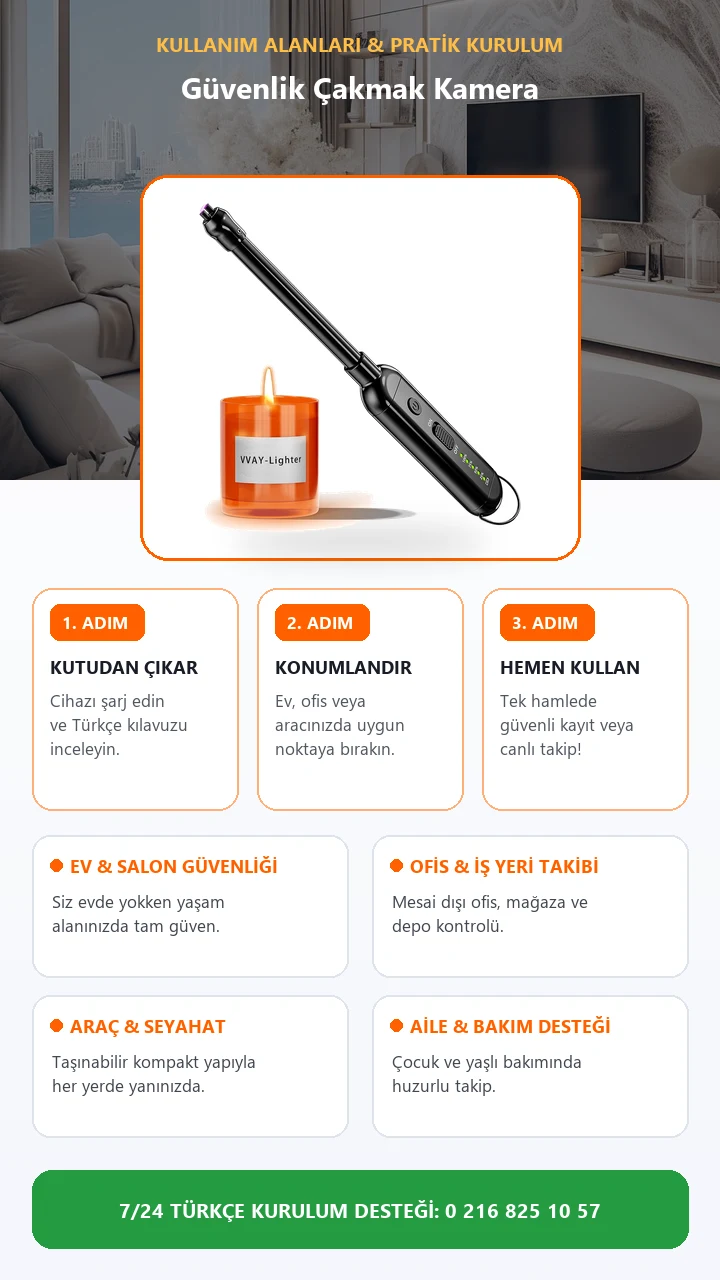 KULLANIM ALANLARI & PRATİK KURULUM
Güvenlik Çakmak Kamera
VVAY-Lighter
ON
OFF
1. ADIM
KUTUDAN ÇIKAR
Cihazı şarj edin
ve Türkçe kılavuzu
inceleyin.
2. ADIM
KONUMLANDIR
Ev, ofis veya
aracınızda uygun
noktaya bırakın.
3. ADIM
HEMEN KULLAN
Tek hamlede
güvenli kayıt veya
canlı takip!
EV & SALON GÜVENLİĞİ
Siz evde yokken yaşam
alanınızda tam güven.
OFİS & İŞ YERİ TAKİBİ
Mesai dışı ofis, mağaza ve
depo kontrolü.
ARAÇ & SEYAHAT
Taşınabilir kompakt yapıyla
her yerde yanınızda.
AİLE & BAKIM DESTEĞİ
Çocuk ve yaşlı bakımında
huzurlu takip.
7/24 TÜRKÇE KURULUM DESTEĞİ: 0 216 825 10 57